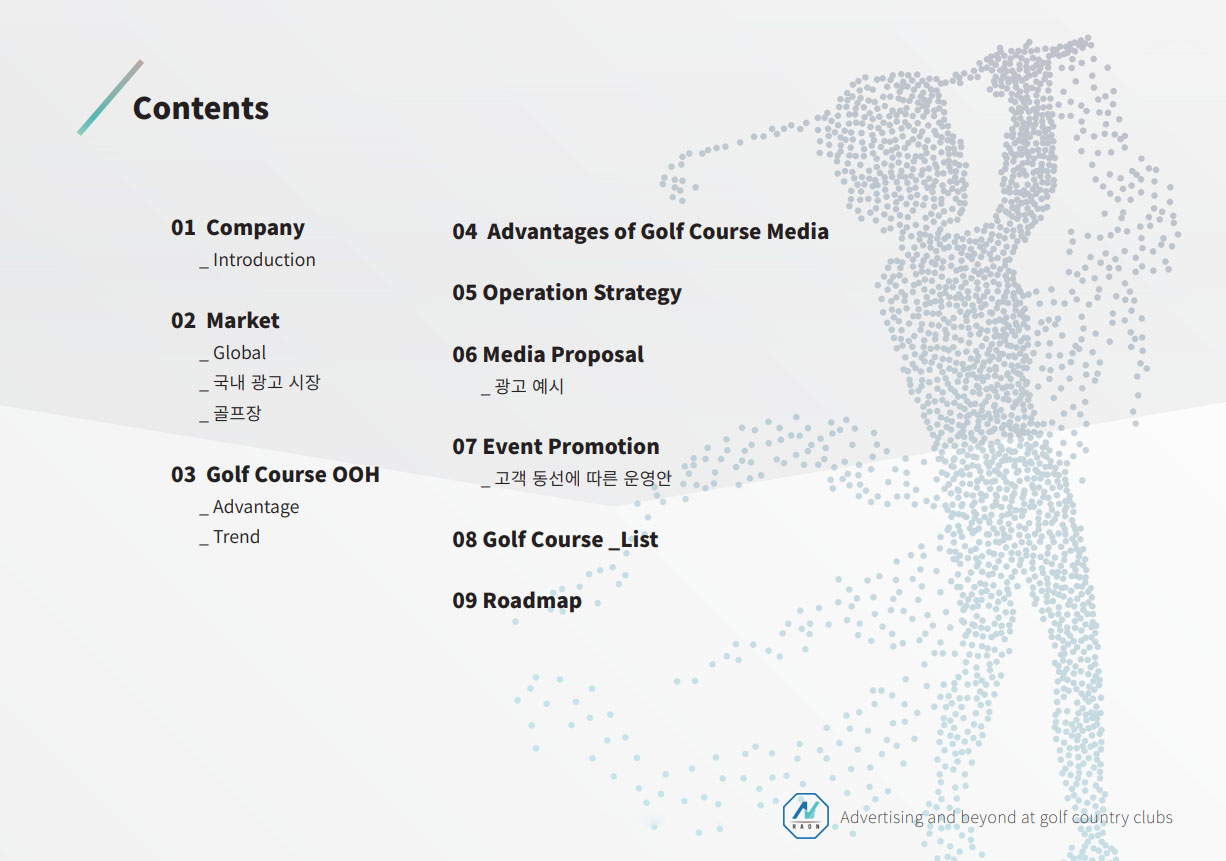 Contents
01 Company
_ Introduction
02 Market
_ Global
_ 국내 광고 시장
_ 골프장
03 Golf Course OOH
_ Advantage
_ Trend
04 Advantages of Golf Course Media
05 Operation Strategy
06 Media Proposal
_ 광고 예시
07 Event Promotion
_ 고객 동선에 따른 운영안
08 Golf Course _List
09 Roadmap
RAON
Advertising and beyond at golf country clubs